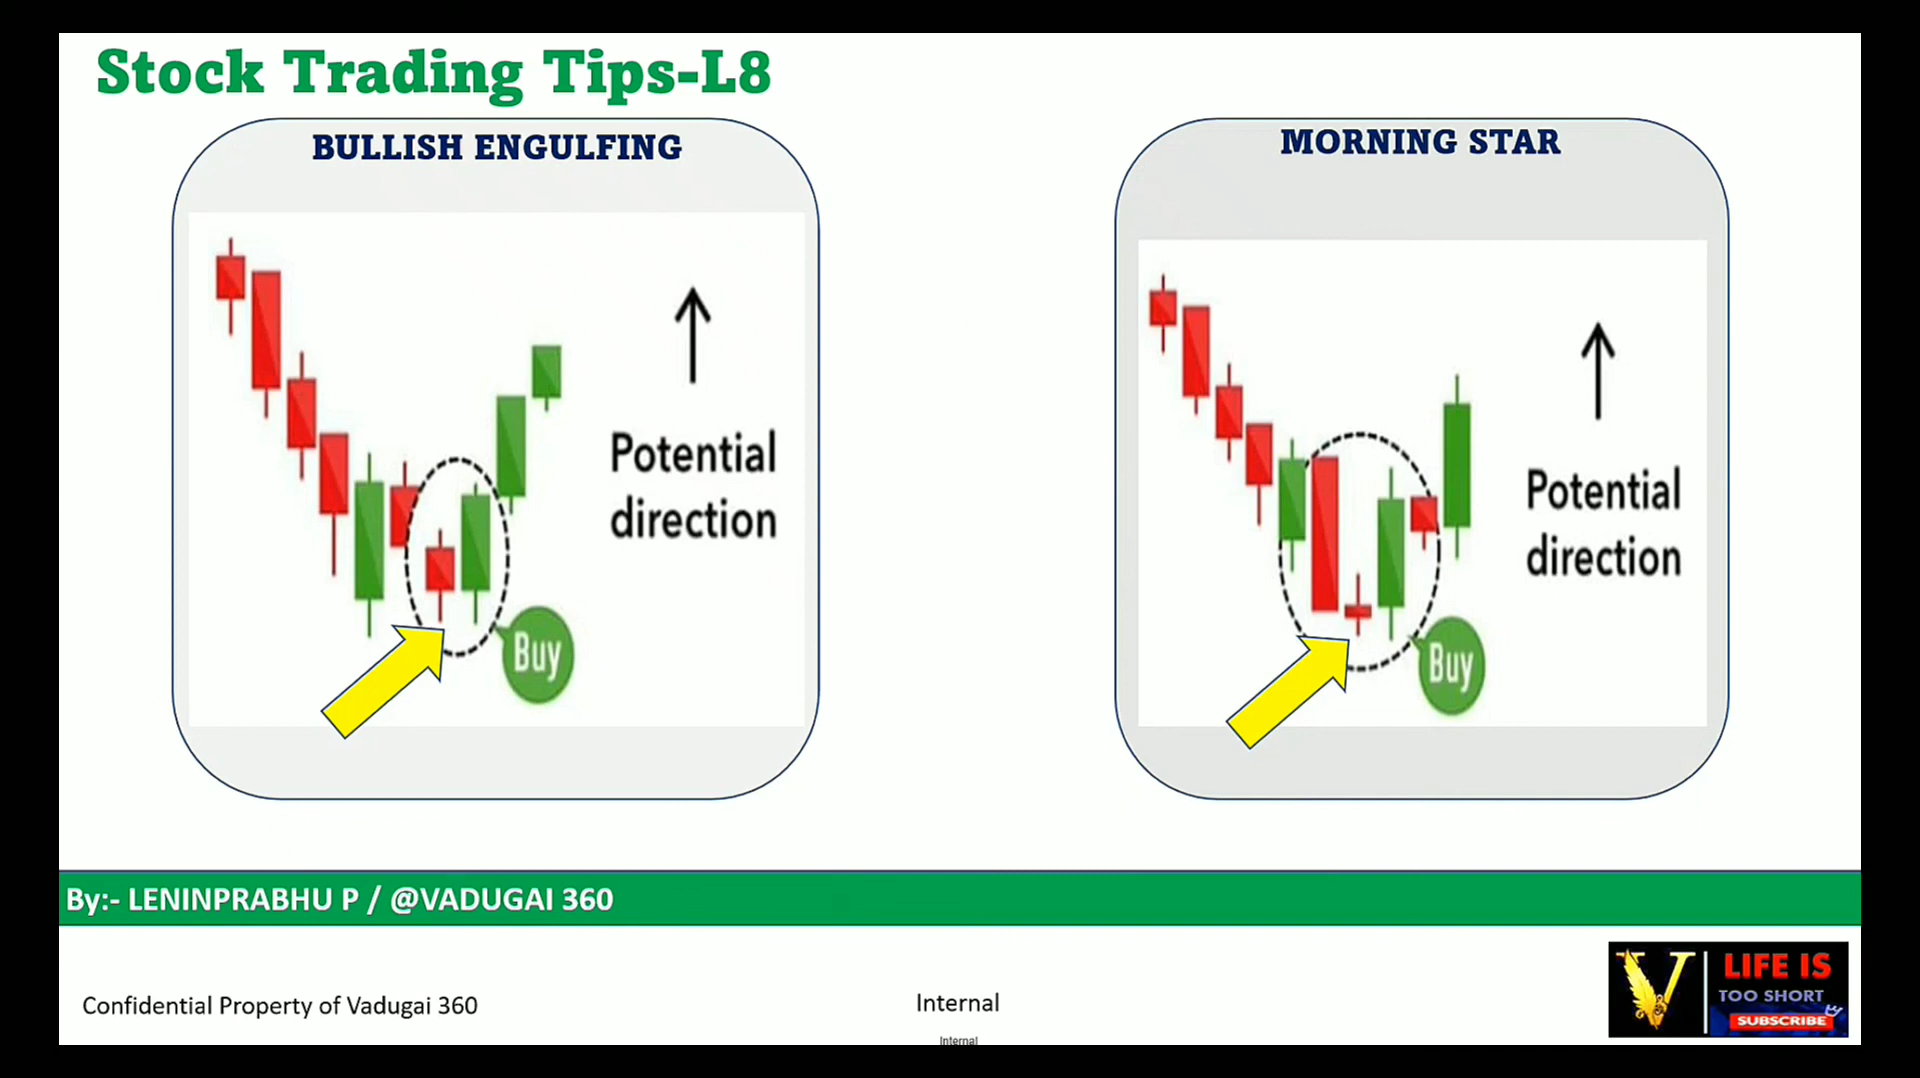 Stock Trading Tips-L8
BULLISH ENGULFING
Potential
direction
Buy
MORNING STAR
Potential
direction
Buy
By:- LENINPRABHU P / @VADUGAI 360
Confidential Property of Vadugai 360
Internal
Internal
V
LIFE IS
TOO SHORT
SUBSCRIBE